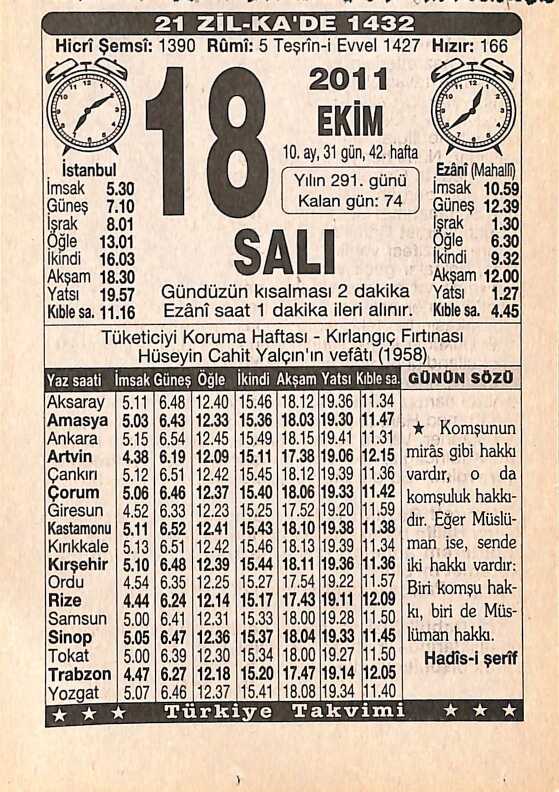 21 ZİL-KA'DE 1432
Hicrî Şemsî: 1390 Rûmî: 5 Teşrîn-i Evvel 1427 Hızır: 166
18
2011
EKİM
10. ay, 31 gün, 42. hafta
Yılın 291. günü
Kalan gün: 74
SALI
Gündüzün kısalması 2 dakika
Ezânî saat 1 dakika ileri alınır.
İstanbul
İmsak 5.30
Güneş 7.10
İşrak 8.01
Öğle 13.01
İkindi 16.03
Akşam 18.30
Yatsı 19.57
Kıble sa. 11.16
Ezânî (Mahallî)
İmsak 10.59
Güneş 12.39
İşrak 1.30
Öğle 6.30
İkindi 9.32
Akşam 12.00
Yatsı 1.27
Kıble sa. 4.45
Tüketiciyi Koruma Haftası - Kırlangıç Fırtınası
Hüseyin Cahit Yalçın'ın vefâtı (1958)
Yaz saati İmsak Güneş Öğle İkindi Akşam Yatsı Kıble sa.
Aksaray 5.11 6.48 12.40 15.46 18.12 19.36 11.34
Amasya 5.03 6.43 12.33 15.36 18.03 19.30 11.47
Ankara 5.15 6.54 12.45 15.49 18.15 19.41 11.31
Artvin 4.38 6.19 12.09 15.11 17.38 19.06 12.15
Çankırı 5.12 6.51 12.42 15.45 18.12 19.39 11.36
Çorum 5.06 6.46 12.37 15.40 18.06 19.33 11.42
Giresun 4.52 6.33 12.23 15.25 17.52 19.20 11.59
Kastamonu 5.11 6.52 12.41 15.43 18.10 19.38 11.38
Kırıkkale 5.13 6.51 12.42 15.46 18.13 19.39 11.34
Kırşehir 5.10 6.48 12.39 15.44 18.11 19.36 11.36
Ordu 4.54 6.35 12.25 15.27 17.54 19.22 11.57
Rize 4.44 6.24 12.14 15.17 17.43 19.11 12.09
Samsun 5.00 6.41 12.31 15.33 18.00 19.28 11.50
Sinop 5.05 6.47 12.36 15.37 18.04 19.33 11.45
Tokat 5.00 6.39 12.30 15.34 18.00 19.27 11.50
Trabzon 4.47 6.27 12.18 15.20 17.47 19.14 12.05
Yozgat 5.07 6.46 12.37 15.41 18.08 19.34 11.40
GÜNÜN SÖZÜ
★ Komşunun
mirâs gibi hakkı
vardır, o da
komşuluk hakkı-
dır. Eğer Müslü-
man ise, sende
iki hakkı vardır:
Biri komşu hak-
kı, biri de Müs-
lüman hakkı.
Hadîs-i şerîf
★ ★ ★ Türkiye Takvimi ★ ★ ★